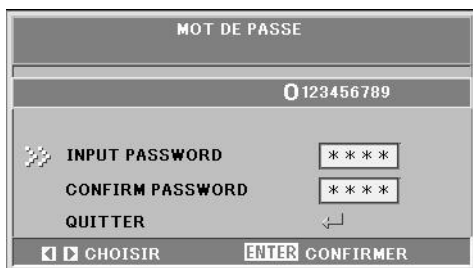 MOT DE PASSE
0123456789
INPUT PASSWORD ****
CONFIRM PASSWORD ****
QUITTER
CHOISIR ENTER CONFIRMER